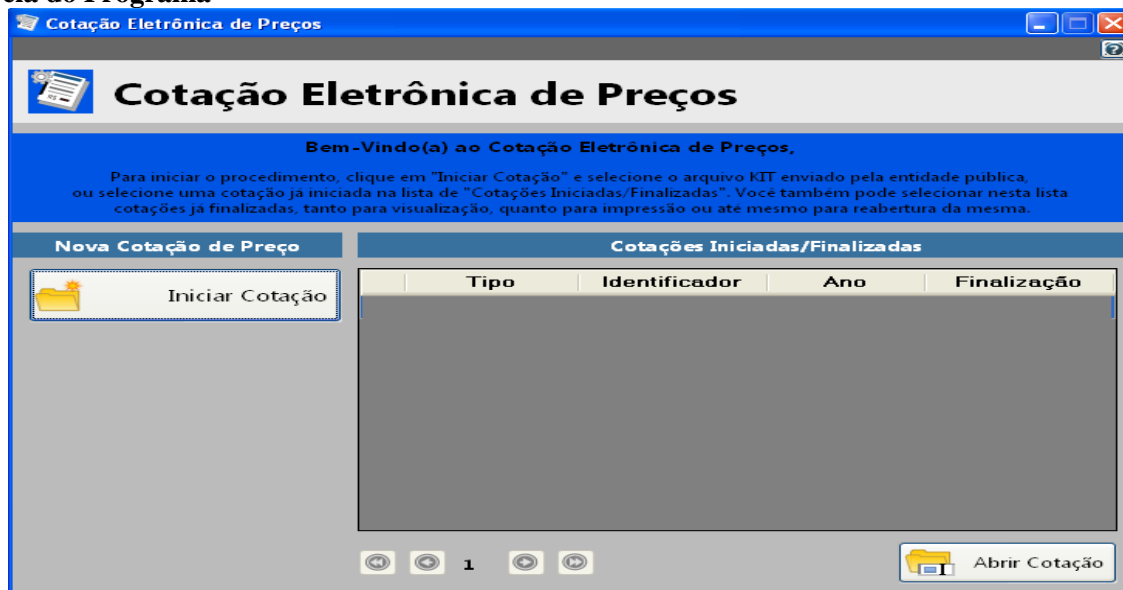 do Programa
Cotação Eletrônica de Preços
Cotação Eletrônica de Preços
Bem-Vindo(a) ao Cotação Eletrônica de Preços,
Para iniciar o procedimento, clique em "Iniciar Cotação" e selecione o arquivo KIT enviado pela entidade publica,
ou selecione uma cotação já iniciada na lista de "Cotações Iniciadas/Finalizadas". Você também pode selecionar nesta lista
cotações já finalizadas, tanto para visualização, quanto para impressão ou até mesmo para reabertura da mesma.
Nova Cotação de Preço
Cotações Iniciadas/Finalizadas
Iniciar Cotação
Tipo Identificador Ano Finalização
1
Abrir Cotação